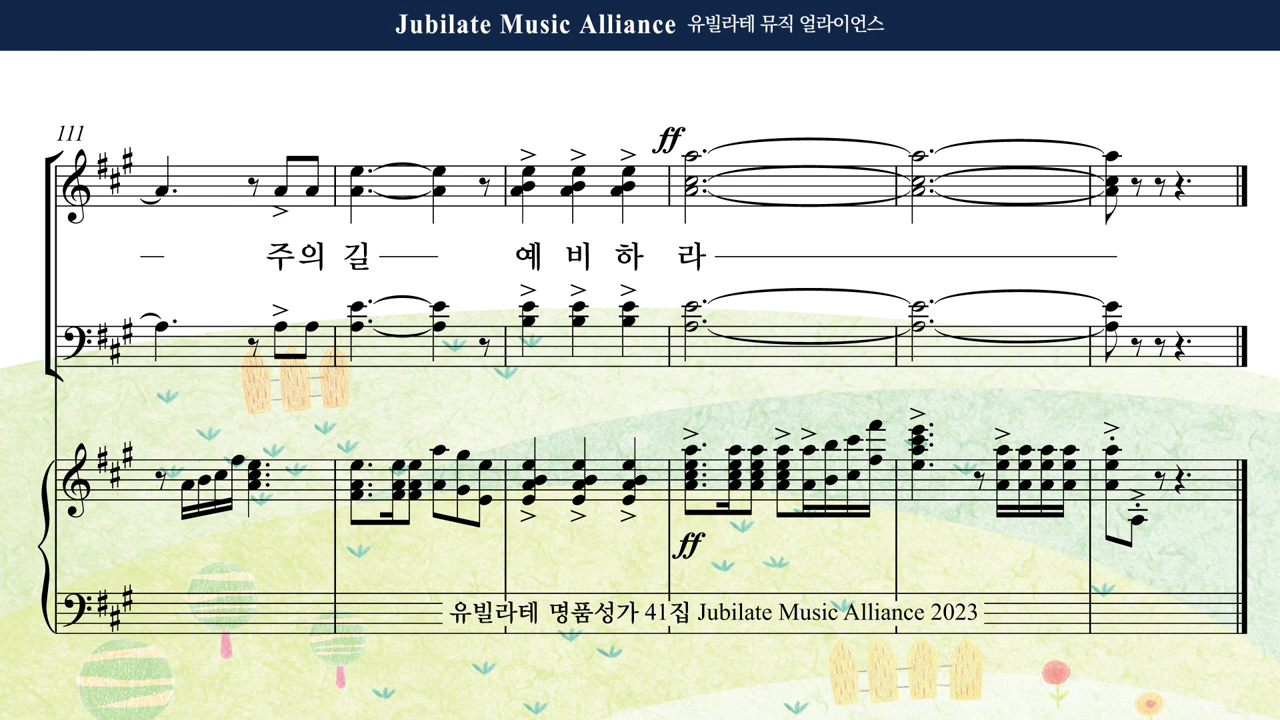 Jubilate Music Alliance 유빌라테 뮤직 얼라이언스
111
ff
주의 길 예 비 하 라
ff
유빌라테 명품성가 41집 Jubilate Music Alliance 2023